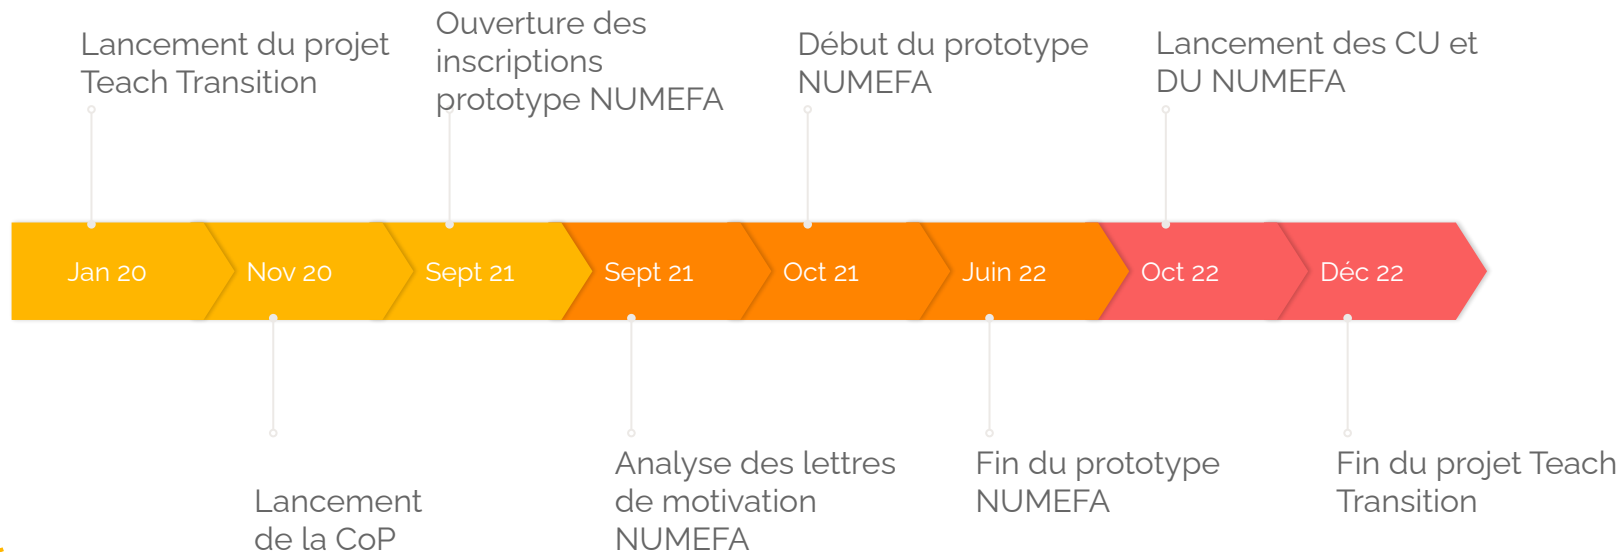 Lancement du projet
Teach Transition
Ouverture des
inscriptions
prototype NUMEFA
Début du prototype
NUMEFA
Lancement des CU et
DU NUMEFA
Jan 20
Nov 20
Sept 21
Sept 21
Oct 21
Juin 22
Oct 22
Déc 22
Lancement
de la CoP
Analyse des lettres
de motivation
NUMEFA
Fin du prototype
NUMEFA
Fin du projet Teach
Transition